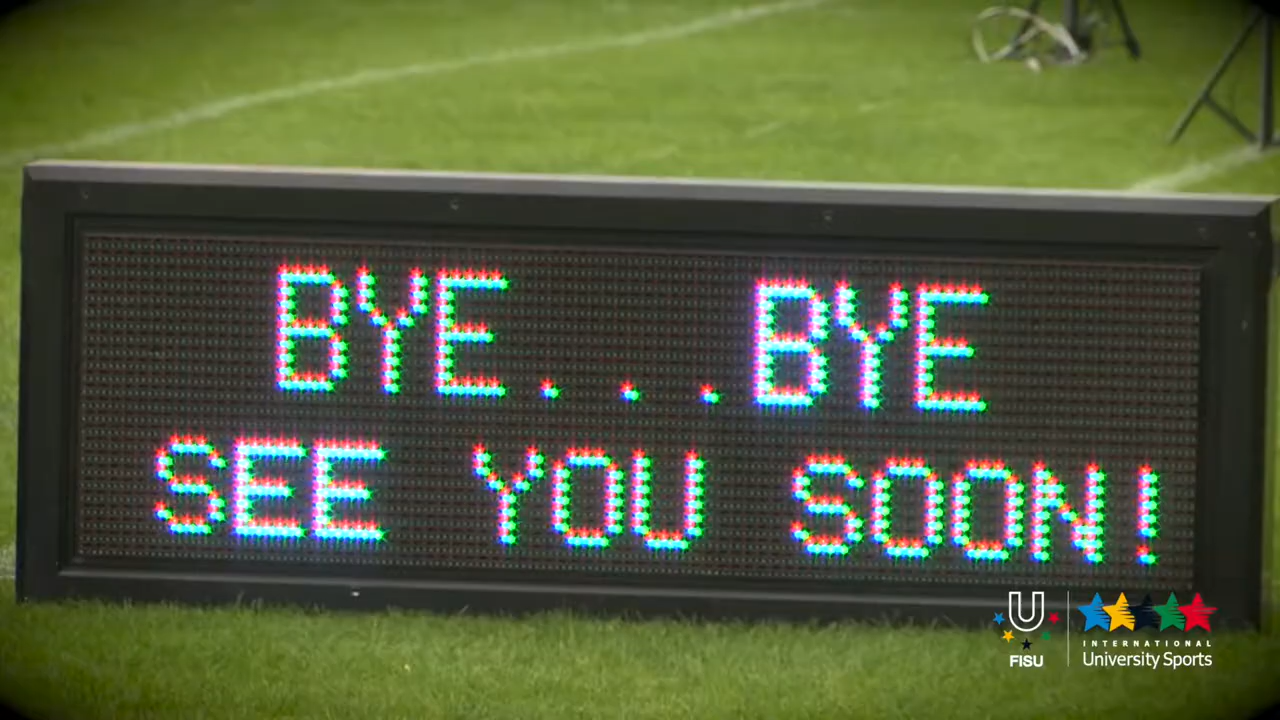 BYE...BYE
SEE YOU SOON!
FISU
INTERNATIONAL
University Sports